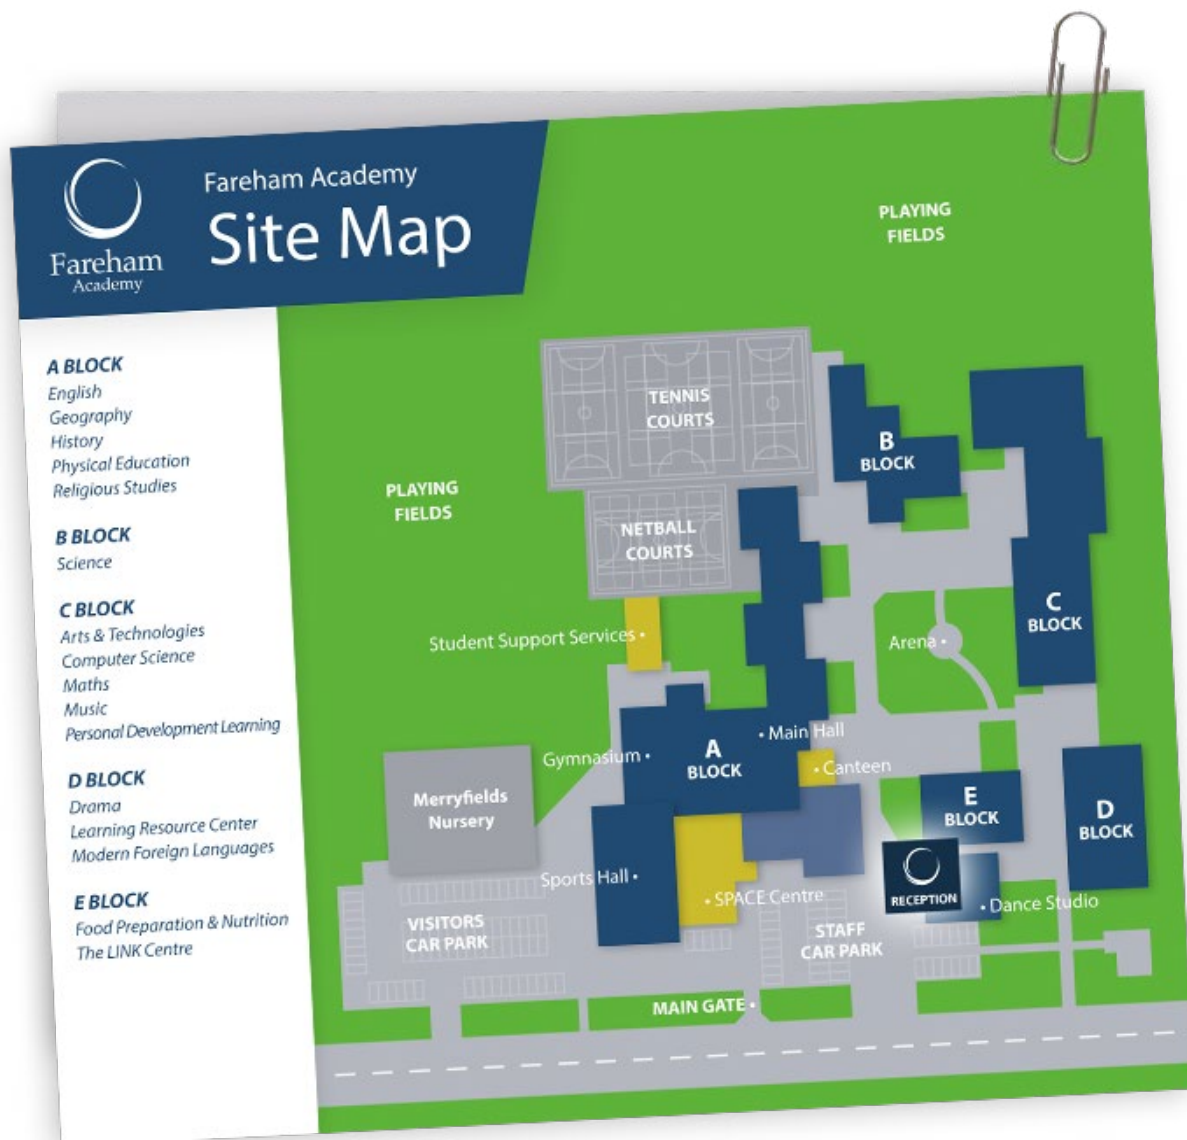 Fareham Academy
Site Map
Fareham
Academy
A BLOCK
English
Geography
History
Physical Education
Religious Studies
B BLOCK
Science
C BLOCK
Arts & Technologies
Computer Science
Maths
Music
Personal Development Learning
D BLOCK
Drama
Learning Resource Center
Modern Foreign Languages
E BLOCK
Food Preparation & Nutrition
The LINK Centre
PLAYING
FIELDS
TENNIS
COURTS
B
BLOCK
PLAYING
FIELDS
NETBALL
COURTS
C
BLOCK
Student Support Services
Arena
Main Hall
Gymnasium
A
BLOCK
Canteen
Merryfields
Nursery
E
BLOCK
D
BLOCK
Sports Hall
SPACE Centre
RECEPTION
Dance Studio
VISITORS
CAR PARK
STAFF
CAR PARK
MAIN GATE